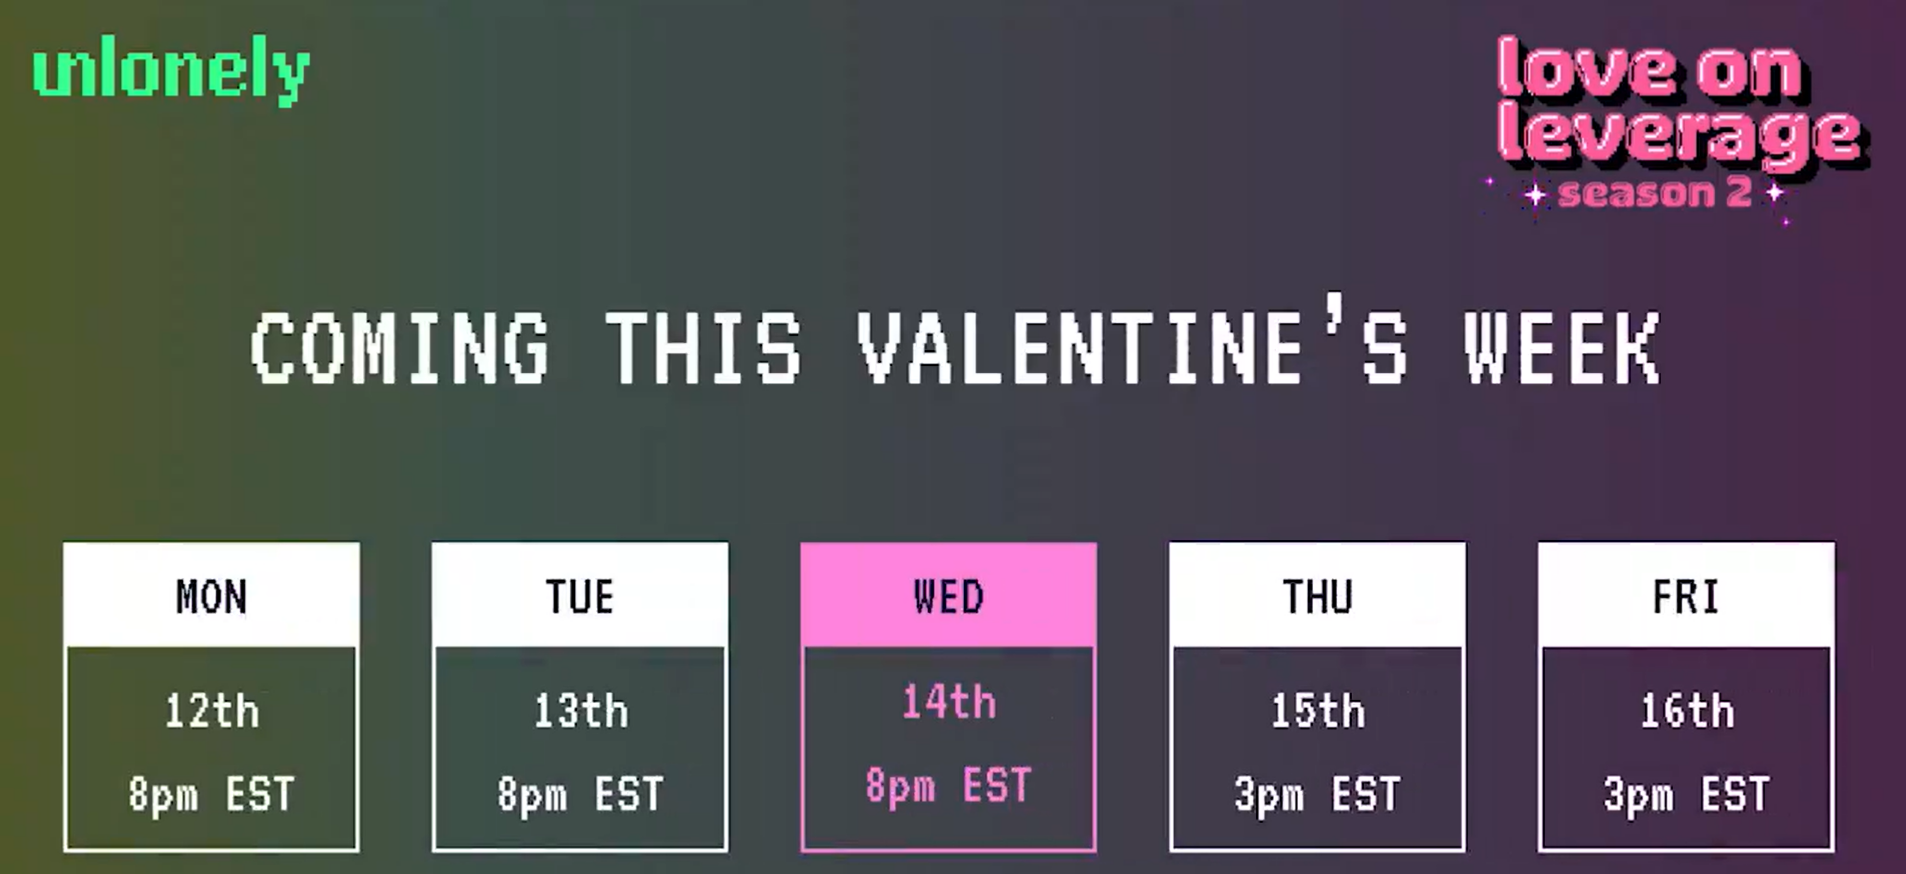 unlonely
love on
leverage
season 2
COMING THIS VALENTINE'S WEEK
MON
12th
8pm EST
TUE
13th
8pm EST
WED
14th
8pm EST
THU
15th
3pm EST
FRI
16th
3pm EST